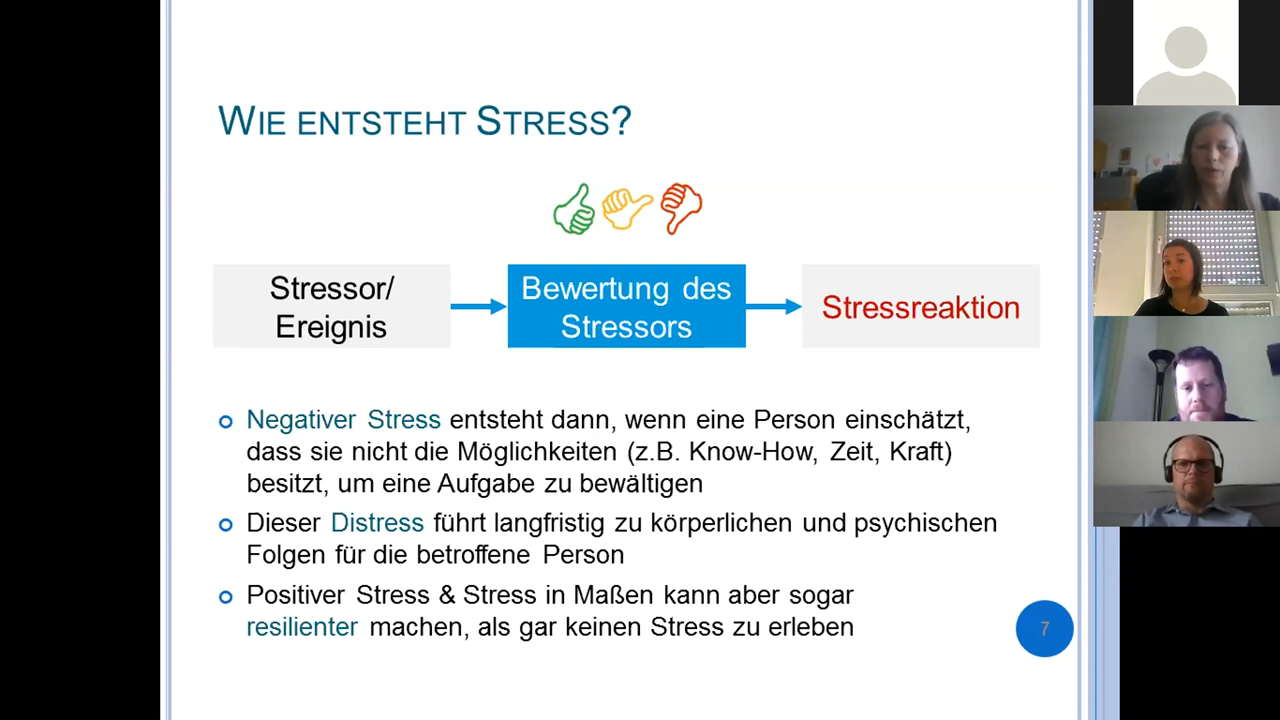 WIE ENTSTEHT STRESS?
Stressor/
Ereignis
Bewertung des
Stressors
Stressreaktion
Negativer Stress entsteht dann, wenn eine Person einschätzt,
dass sie nicht die Möglichkeiten (z.B. Know-How, Zeit, Kraft)
besitzt, um eine Aufgabe zu bewältigen
Dieser Distress führt langfristig zu körperlichen und psychischen
Folgen für die betroffene Person
Positiver Stress & Stress in Maßen kann aber sogar
resilienter machen, als gar keinen Stress zu erleben
7